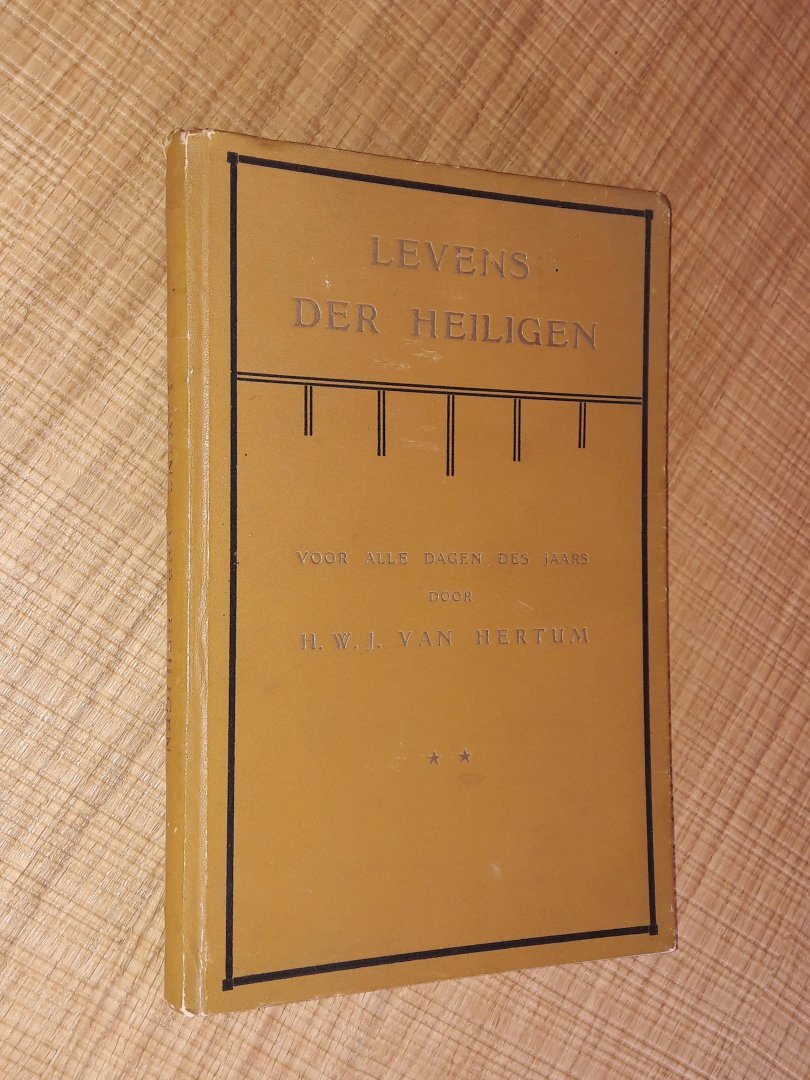 LEVENS
DER HEILIGEN
VOOR ALLE DAGEN DES JAARS
DOOR
H. W. J. VAN HERTUM